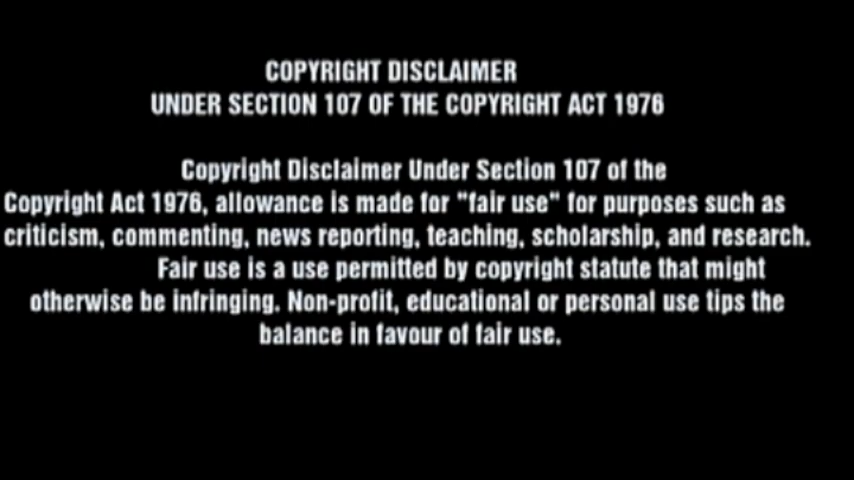 COPYRIGHT DISCLAIMER
UNDER SECTION 107 OF THE COPYRIGHT ACT 1976
Copyright Disclaimer Under Section 107 of the
Copyright Act 1976, allowance is made for "fair use" for purposes such as
criticism, commenting, news reporting, teaching, scholarship, and research.
Fair use is a use permitted by copyright statute that might
otherwise be infringing. Non-profit, educational or personal use tips the
balance in favour of fair use.